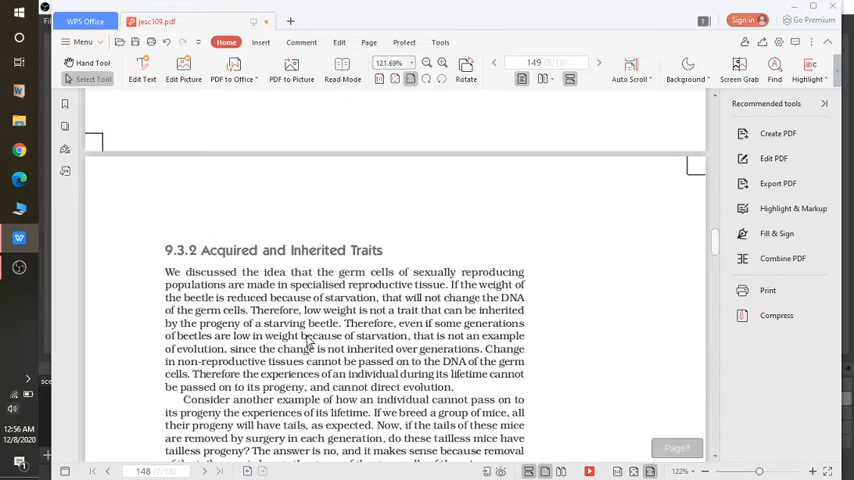 WPS Office
jesc109.pdf
1
Sign in
Go Premium
Menu
Home
Insert
Comment
Edit
Page
Protect
Tools
Hand Tool
Select Tool
Edit Text
Edit Picture
PDF to Office
PDF to Picture
Read Mode
121.69%
Rotate
149 (7/18)
Auto Scroll
Background
Screen Grab
Find
Highlight
Recommended tools
Create PDF
Edit PDF
Export PDF
Highlight & Markup
Fill & Sign
Combine PDF
Print
Compress
9.3.2 Acquired and Inherited Traits
We discussed the idea that the germ cells of sexually reproducing
populations are made in specialised reproductive tissue. If the weight of
the beetle is reduced because of starvation, that will not change the DNA
of the germ cells. Therefore, low weight is not a trait that can be inherited
by the progeny of a starving beetle. Therefore, even if some generations
of beetles are low in weight because of starvation, that is not an example
of evolution, since the change is not inherited over generations. Change
in non-reproductive tissues cannot be passed on to the DNA of the germ
cells. Therefore the experiences of an individual during its lifetime cannot
be passed on to its progeny, and cannot direct evolution.
Consider another example of how an individual cannot pass on to
its progeny the experiences of its lifetime. If we breed a group of mice, all
their progeny will have tails, as expected. Now, if the tails of these mice
are removed by surgery in each generation, do these tailless mice have
tailless progeny? The answer is no, and it makes sense because removal
12:56 AM
12/8/2020
148 (7/18)
122%